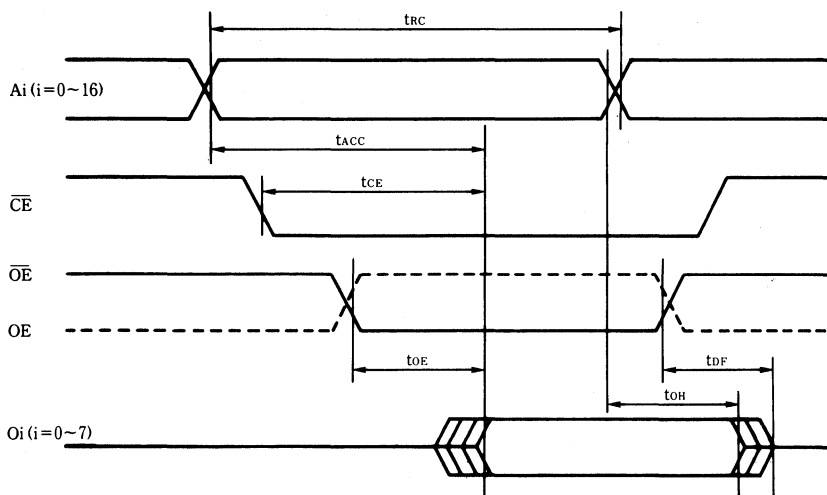 tRC
Ai (i=0~16)
tACC
tCE
CE
OE
OE
tOE
tDF
tOH
Oi (i=0~7)